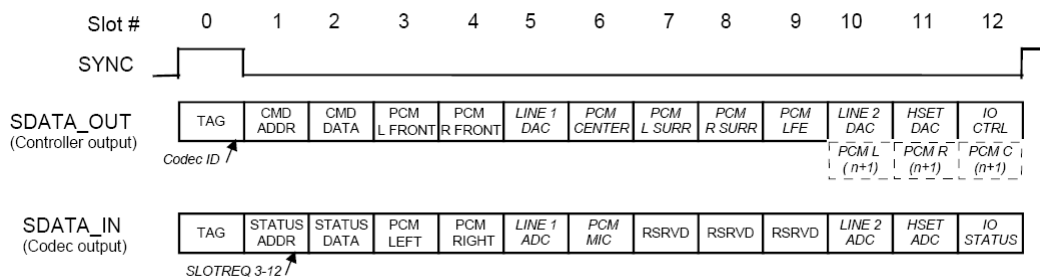 Slot # 0 1 2 3 4 5 6 7 8 9 10 11 12
SYNC
SDATA_OUT
(Controller output)
TAG
CMD
ADDR
CMD
DATA
PCM
L FRONT
PCM
R FRONT
LINE 1
DAC
PCM
CENTER
PCM
L SURR
PCM
R SURR
PCM
LFE
LINE 2
DAC
HSET
DAC
IO
CTRL
Codec ID
PCM L
( n+1)
PCM R
(n+1)
PCM C
(n+1)
SDATA_IN
(Codec output)
TAG
STATUS
ADDR
STATUS
DATA
PCM
LEFT
PCM
RIGHT
LINE 1
ADC
PCM
MIC
RSRVD
RSRVD
RSRVD
LINE 2
ADC
HSET
ADC
IO
STATUS
SLOTREQ 3-12